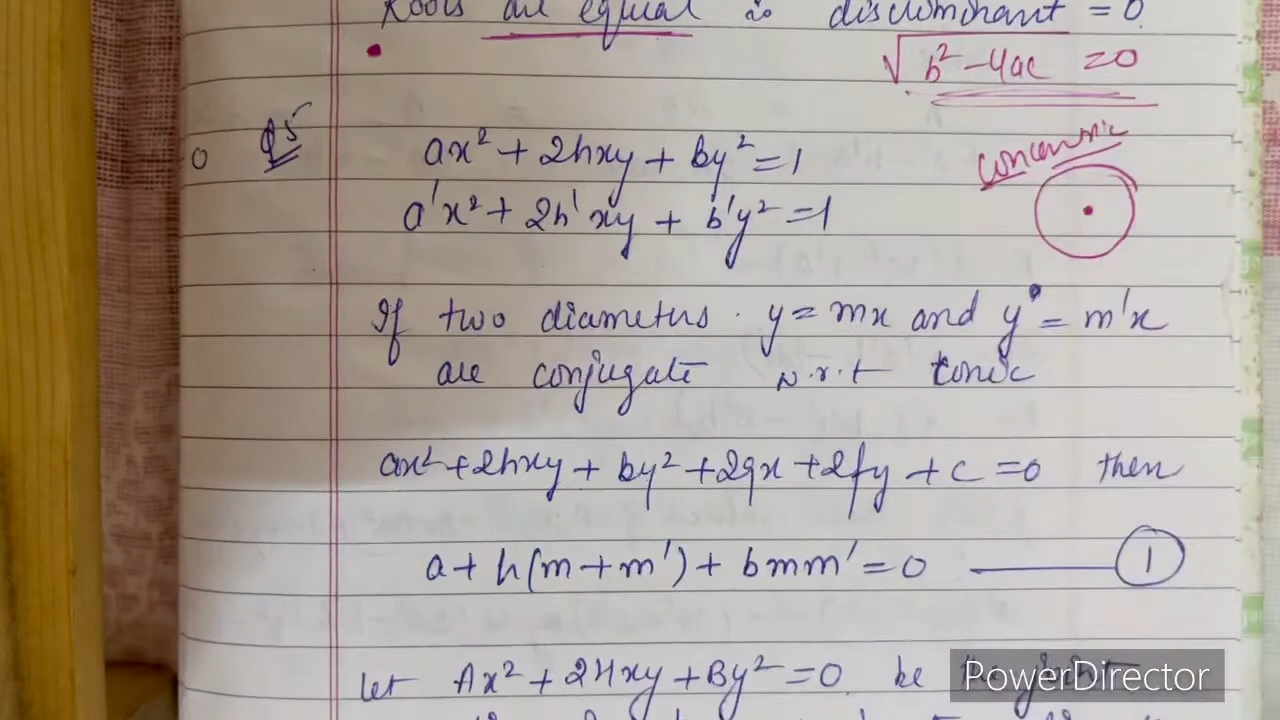 Roots are equal is discriminant = 0
√b²-4ac = 0
Q5
ax² + 2hxy + by² = 1
concentric
a'x² + 2h'xy + b'y² = 1
If two diameters. y = mx and y = m'x
are conjugate w.r.t conic
ax² + 2hxy + by² + 2gx + 2fy + c = 0 then
a + h(m + m') + bmm' = 0 ——— 1
Let Ax² + 2Hxy + By² = 0. be the
PowerDirector